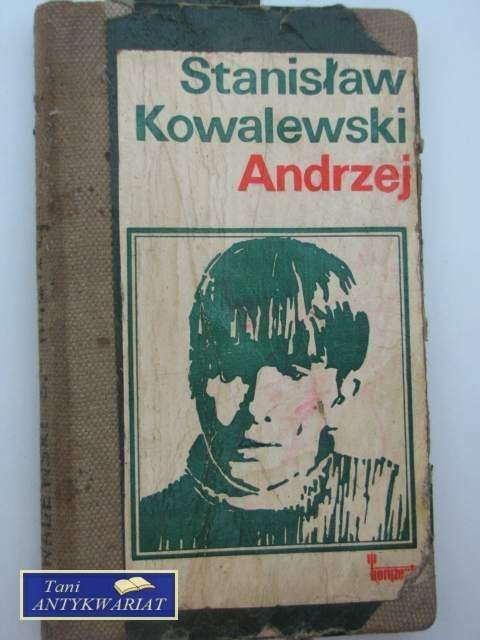 Stanisław
Kowalewski
Andrzej
Tani
ANTYKWARIAT